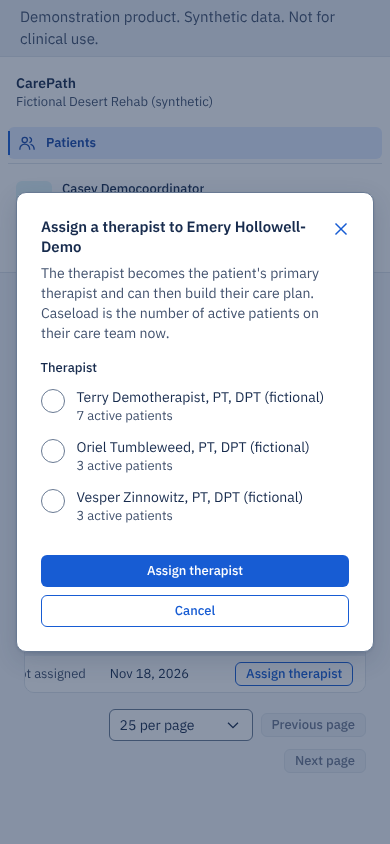 Demonstration product. Synthetic data. Not for
clinical use.
CarePath
Fictional Desert Rehab (synthetic)
Patients
Casey Democoordinator
Assign a therapist to Emery Hollowell-
Demo
The therapist becomes the patient's primary
therapist and can then build their care plan.
Caseload is the number of active patients on
their care team now.
Therapist
Terry Demotherapist, PT, DPT (fictional)
7 active patients
Oriel Tumbleweed, PT, DPT (fictional)
3 active patients
Vesper Zinnowitz, PT, DPT (fictional)
3 active patients
Assign therapist
Cancel
assigned Nov 18, 2026 Assign therapist
25 per page Previous page
Next page